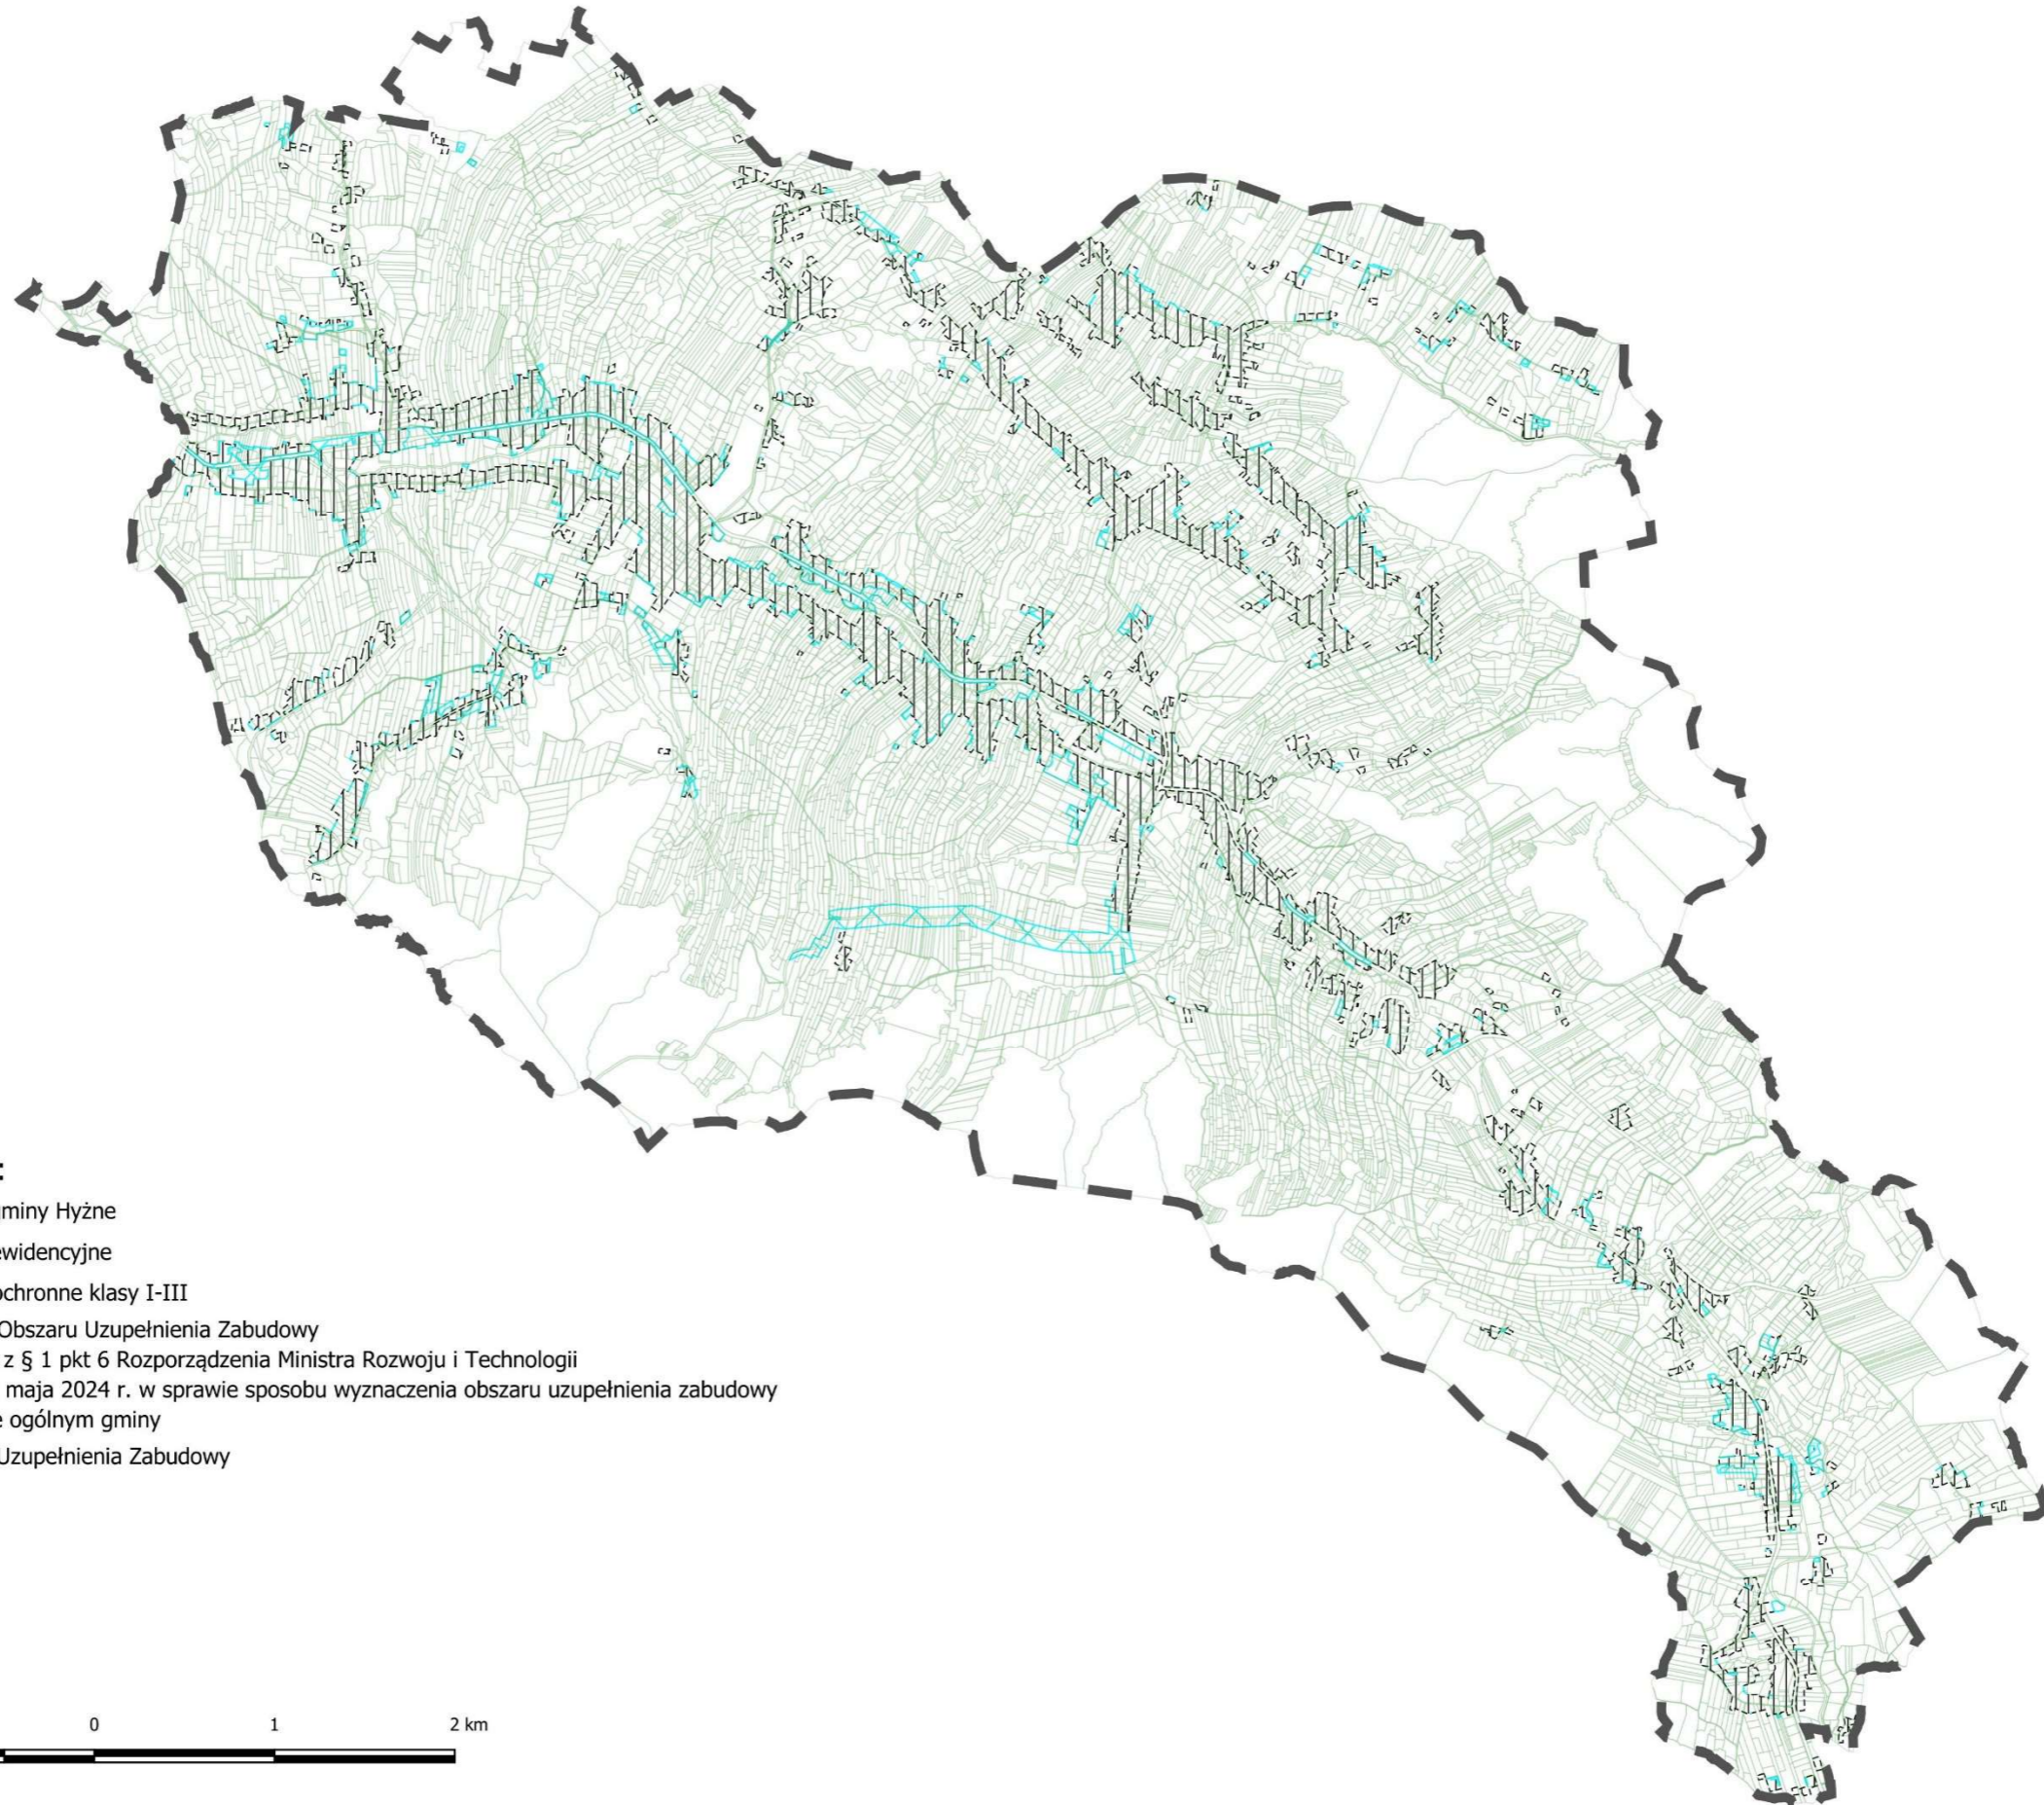 :
gminy Hyżne
ewidencyjne
ochronne klasy I-III
Obszaru Uzupełnienia Zabudowy
z § 1 pkt 6 Rozporządzenia Ministra Rozwoju i Technologii
maja 2024 r. w sprawie sposobu wyznaczenia obszaru uzupełnienia zabudowy
e ogólnym gminy
Uzupełnienia Zabudowy
0 1 2 km